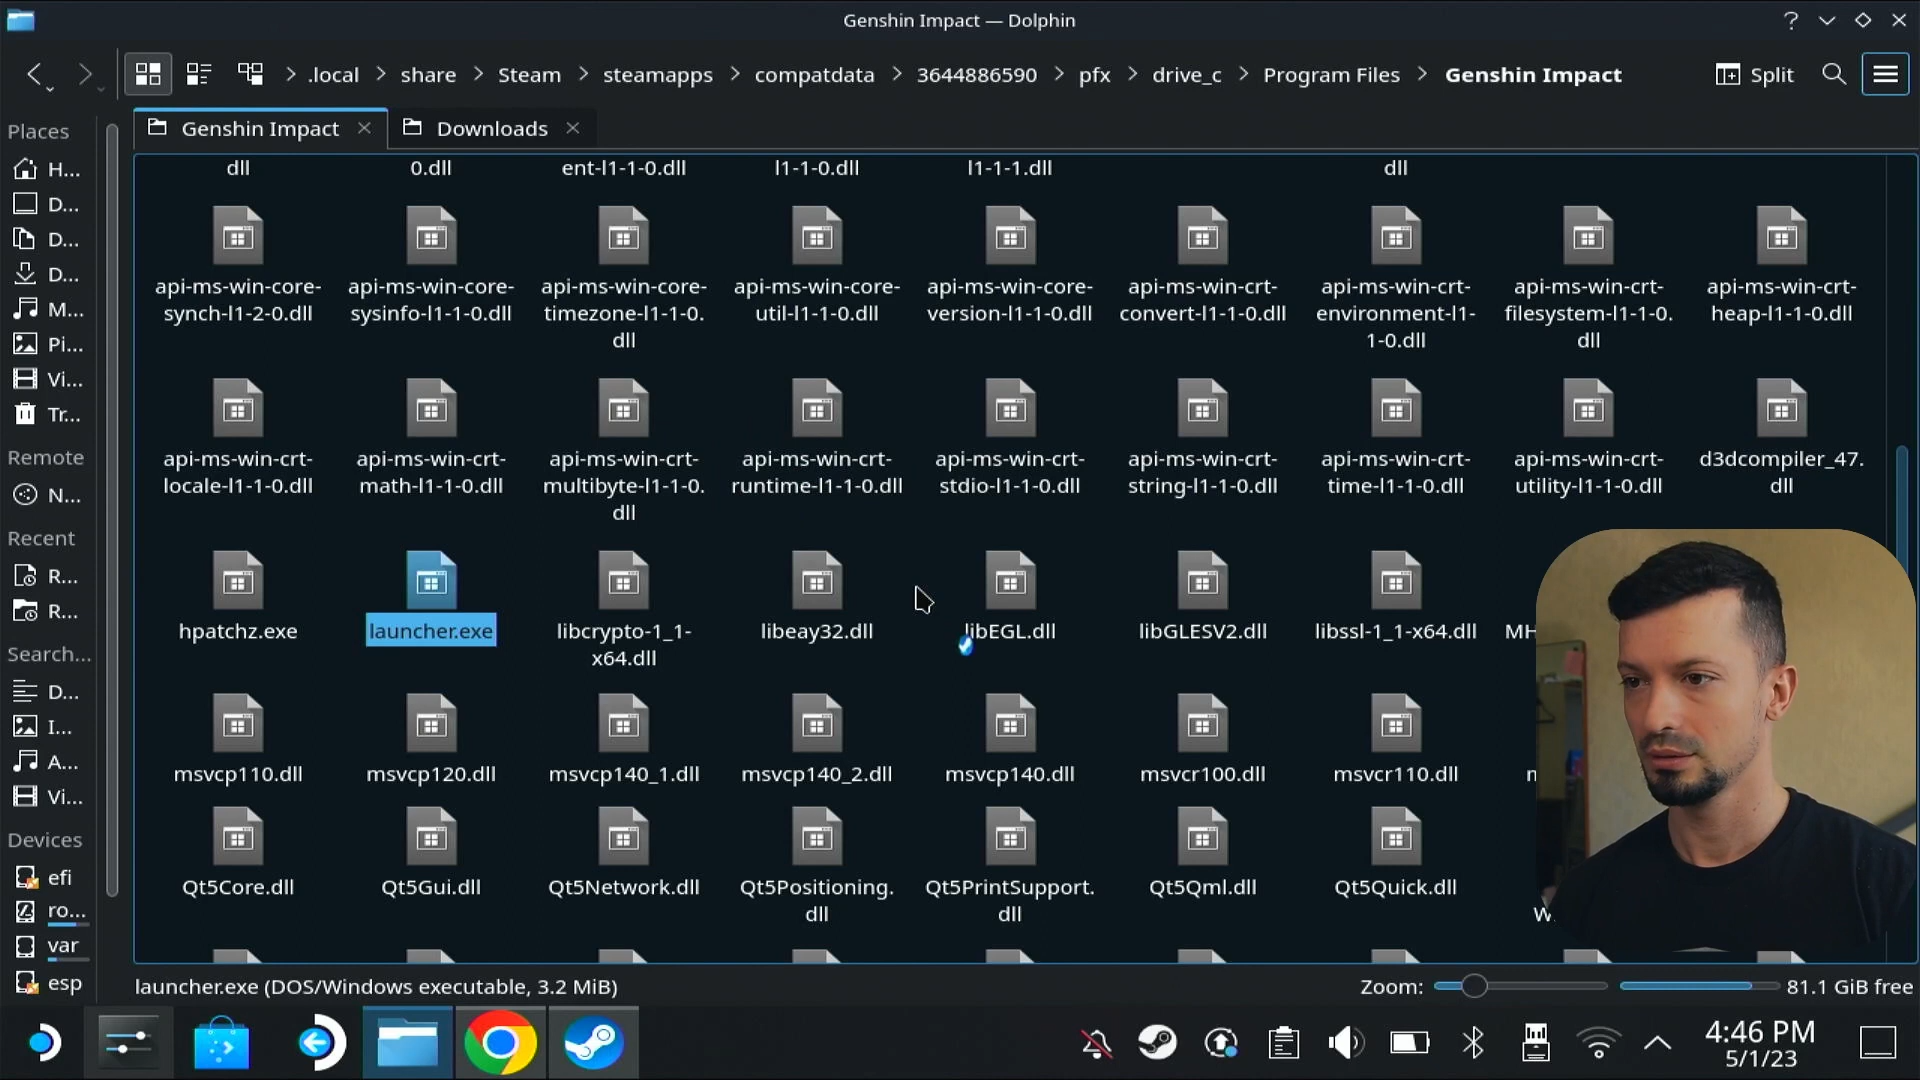 Genshin Impact — Dolphin
.local > share > Steam > steamapps > compatdata > 3644886590 > pfx > drive_c > Program Files > Genshin Impact
Split
Genshin Impact
Downloads
Places
H...
D...
D...
D...
M...
Pi...
Vi...
Tr...
Remote
N...
Recent
R...
R...
Search...
D...
I...
A...
Vi...
Devices
efi
ro...
var
esp
dll
0.dll
ent-l1-1-0.dll
l1-1-0.dll
l1-1-1.dll
dll
api-ms-win-core-
synch-l1-2-0.dll
api-ms-win-core-
sysinfo-l1-1-0.dll
api-ms-win-core-
timezone-l1-1-0.
dll
api-ms-win-core-
util-l1-1-0.dll
api-ms-win-core-
version-l1-1-0.dll
api-ms-win-crt-
convert-l1-1-0.dll
api-ms-win-crt-
environment-l1-
1-0.dll
api-ms-win-crt-
filesystem-l1-1-0.
dll
api-ms-win-crt-
heap-l1-1-0.dll
api-ms-win-crt-
locale-l1-1-0.dll
api-ms-win-crt-
math-l1-1-0.dll
api-ms-win-crt-
multibyte-l1-1-0.
dll
api-ms-win-crt-
runtime-l1-1-0.dll
api-ms-win-crt-
stdio-l1-1-0.dll
api-ms-win-crt-
string-l1-1-0.dll
api-ms-win-crt-
time-l1-1-0.dll
api-ms-win-crt-
utility-l1-1-0.dll
d3dcompiler_47.
dll
hpatchz.exe
launcher.exe
libcrypto-1_1-
x64.dll
libeay32.dll
libEGL.dll
libGLESV2.dll
libssl-1_1-x64.dll
MH
msvcp110.dll
msvcp120.dll
msvcp140_1.dll
msvcp140_2.dll
msvcp140.dll
msvcr100.dll
msvcr110.dll
Qt5Core.dll
Qt5Gui.dll
Qt5Network.dll
Qt5Positioning.
dll
Qt5PrintSupport.
dll
Qt5Qml.dll
Qt5Quick.dll
launcher.exe (DOS/Windows executable, 3.2 MiB)
Zoom:
81.1 GiB free
4:46 PM
5/1/23